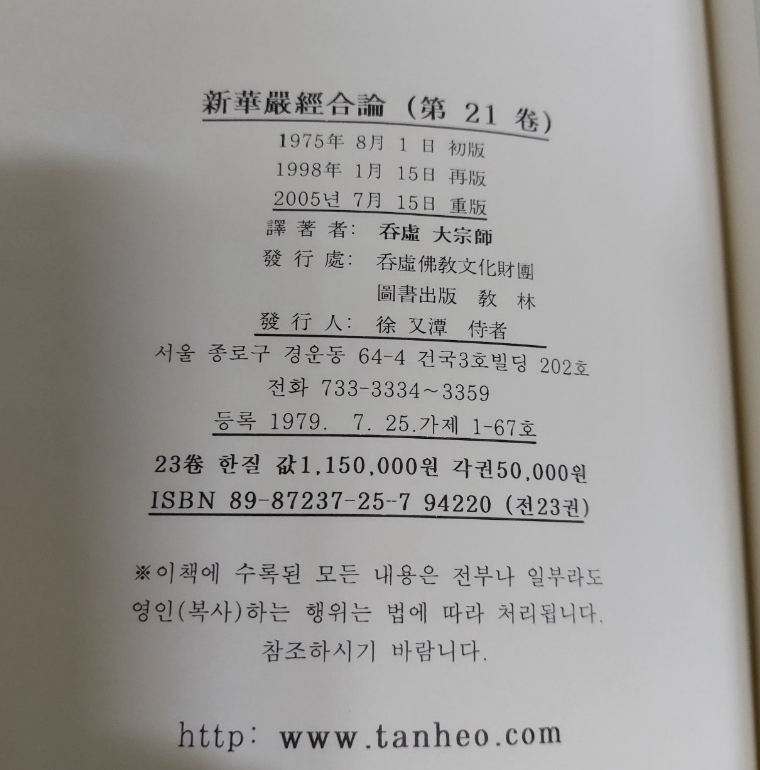 新華嚴經合論 (第 21 卷)
1975年 8月 1 日 初版
1998年 1月 15日 再版
2005년 7月 15日 重版
譯 著 者: 呑虛 大宗師
發 行 處: 呑虛佛敎文化財團
圖書出版 敎 林
發 行 人: 徐 又潭 侍者
서울 종로구 경운동 64-4 건국3호빌딩 202호
전화 733-3334~3359
등록 1979. 7. 25.가제 1-67호
23卷 한질 값1,150,000원 각권50,000원
ISBN 89-87237-25-7 94220 (전23권)
※이책에 수록된 모든 내용은 전부나 일부라도
영인(복사)하는 행위는 법에 따라 처리됩니다.
참조하시기 바람니다.
http: www.tanheo.com